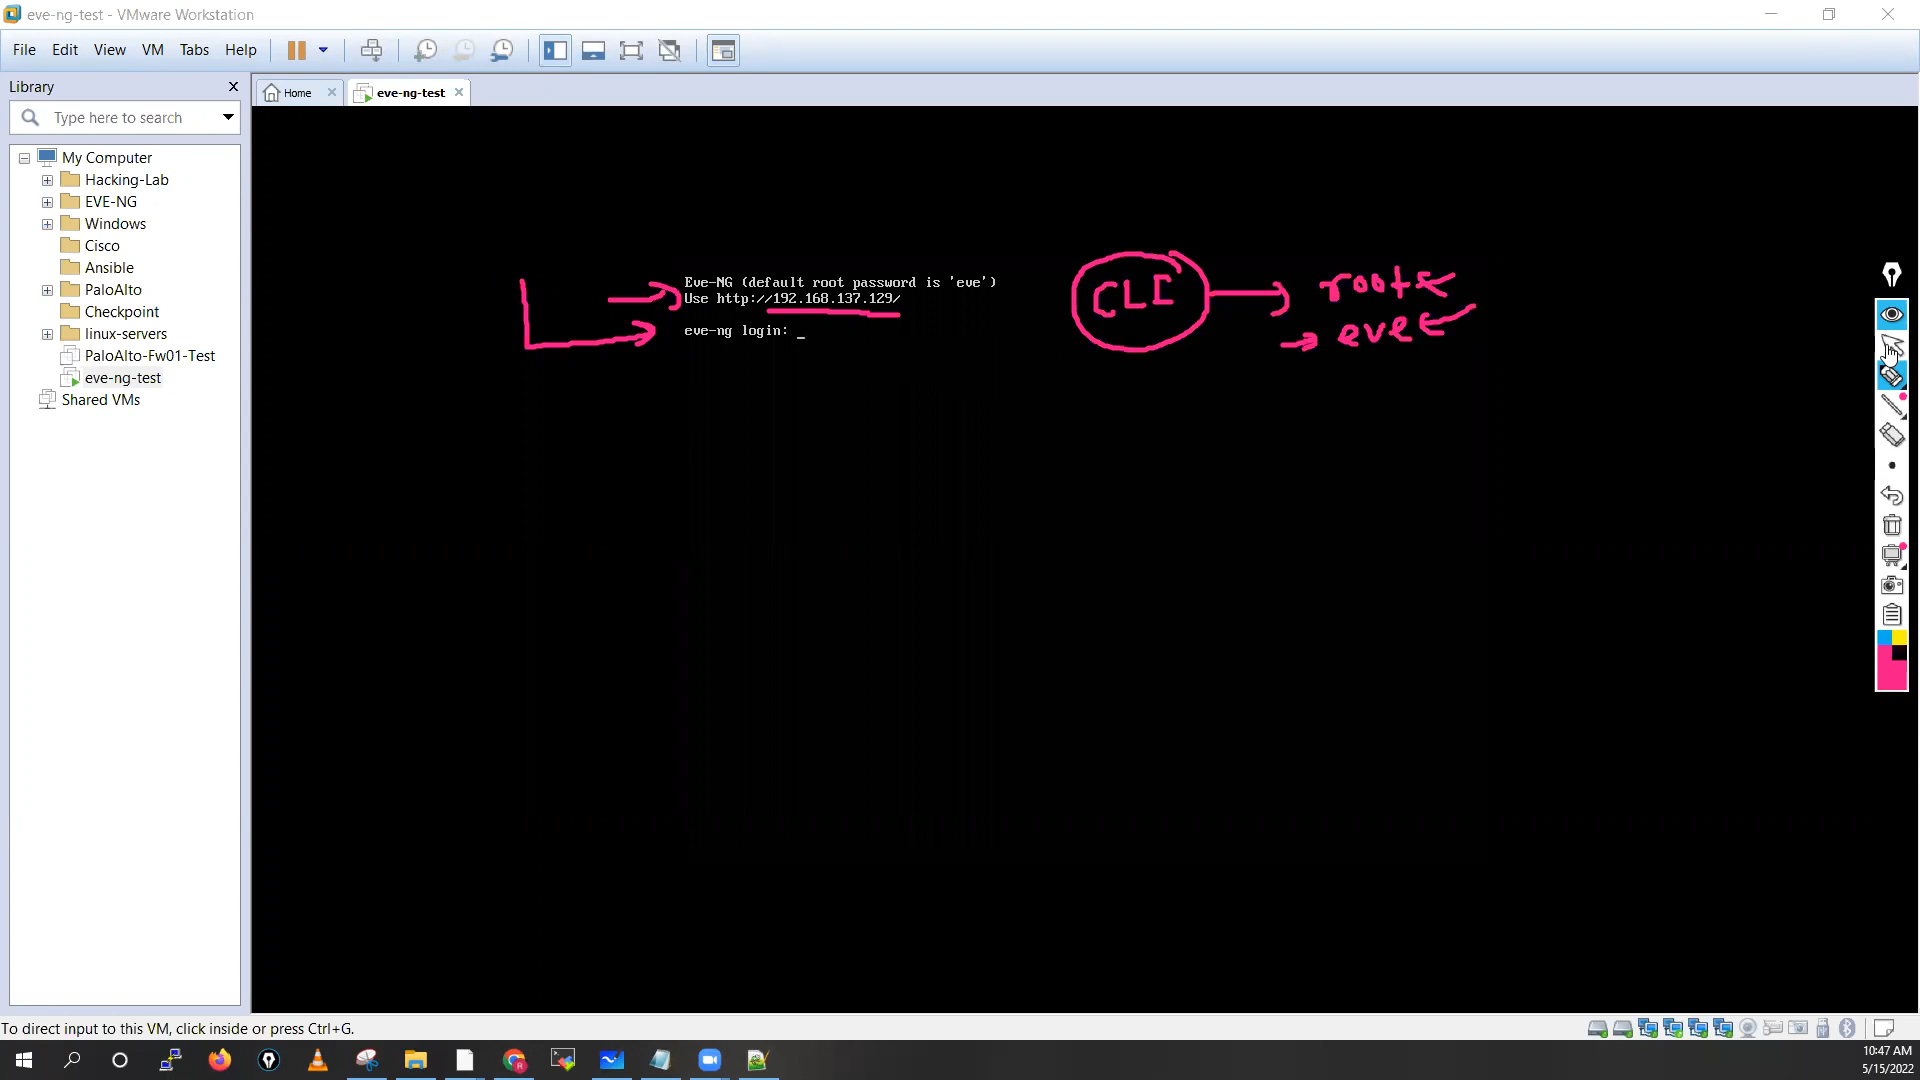 eve-ng-test - VMware Workstation
File Edit View VM Tabs Help
Library
Home
eve-ng-test
Type here to search
My Computer
Hacking-Lab
EVE-NG
Windows
Cisco
Ansible
PaloAlto
Checkpoint
linux-servers
PaloAlto-Fw01-Test
eve-ng-test
Shared VMs
Eve-NG (default root password is 'eve')
Use http://192.168.137.129/
eve-ng login: _
CLI
root
eve
To direct input to this VM, click inside or press Ctrl+G.
10:47 AM
5/15/2022